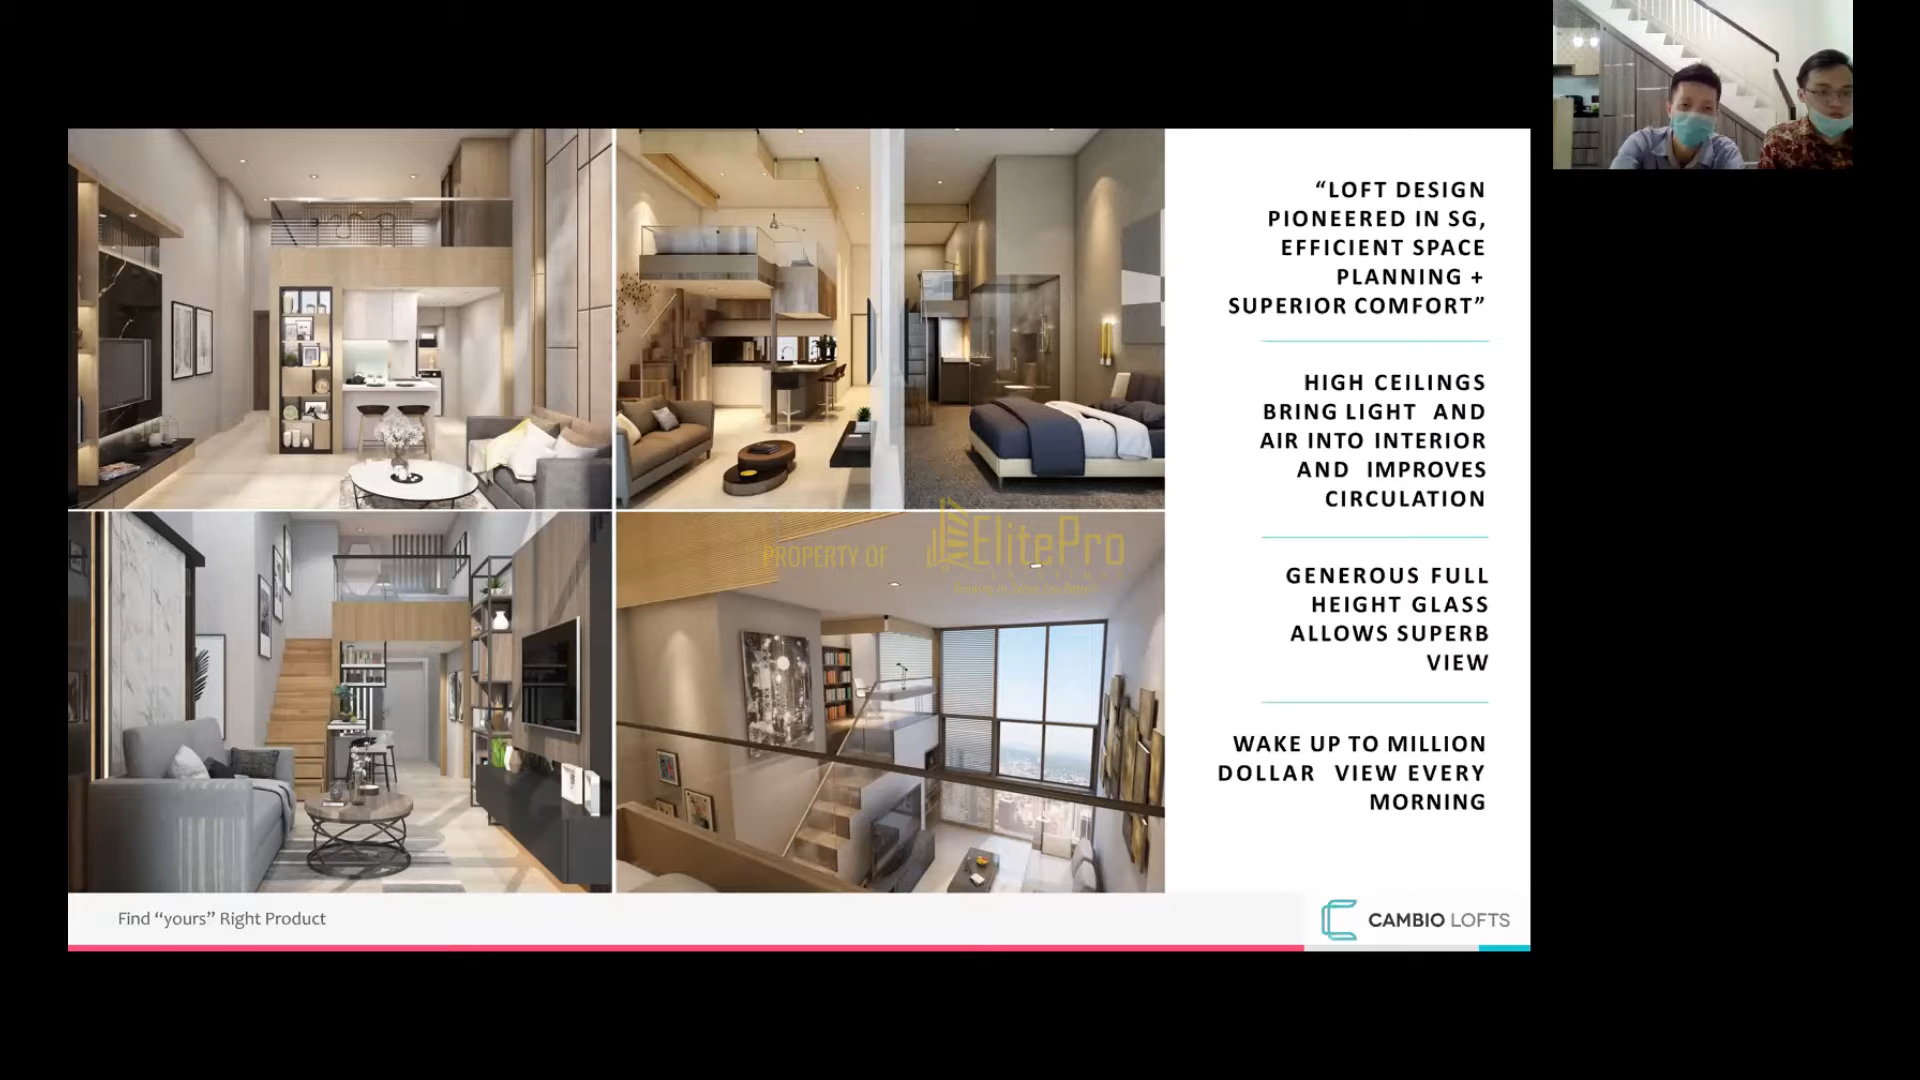 “LOFT DESIGN
PIONEERED IN SG,
EFFICIENT SPACE
PLANNING +
SUPERIOR COMFORT”
HIGH CEILINGS
BRING LIGHT AND
AIR INTO INTERIOR
AND IMPROVES
CIRCULATION
GENEROUS FULL
HEIGHT GLASS
ALLOWS SUPERB
VIEW
WAKE UP TO MILLION
DOLLAR VIEW EVERY
MORNING
PROPERTY OF
ElitePro
Find “yours” Right Product
CAMBIO LOFTS